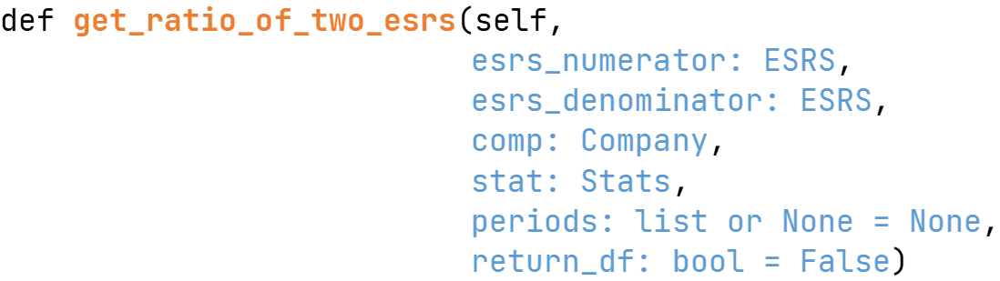 def get_ratio_of_two_esrs(self,
esrs_numerator: ESRS,
esrs_denominator: ESRS,
comp: Company,
stat: Stats,
periods: list or None = None,
return_df: bool = False)